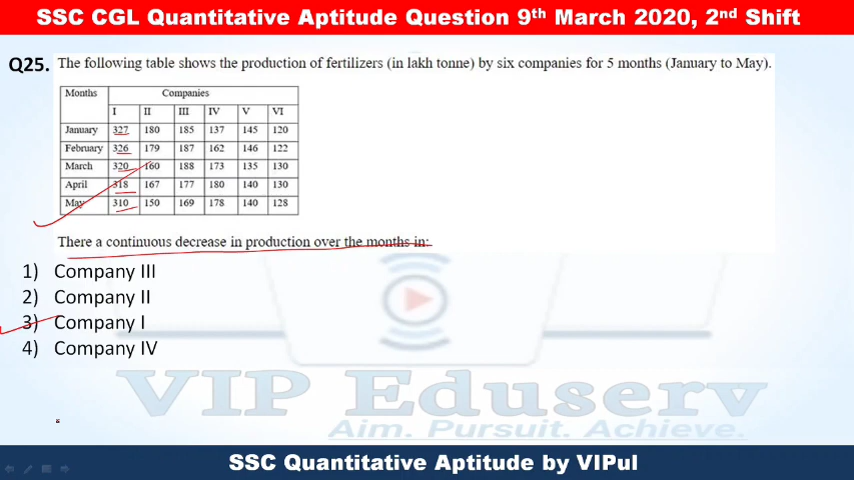 SSC CGL Quantitative Aptitude Question 9th March 2020, 2nd Shift
Q25. The following table shows the production of fertilizers (in lakh tonne) by six companies for 5 months (January to May).
Months Companies
I II III IV V VI
January 327 180 185 137 145 120
February 326 179 187 162 146 122
March 320 160 188 173 135 130
April 318 167 177 180 140 130
May 310 150 169 178 140 128
There a continuous decrease in production over the months in:
1) Company III
2) Company II
3) Company I
4) Company IV
VIP Eduserv
Aim. Pursuit. Achieve.
SSC Quantitative Aptitude by VIPul